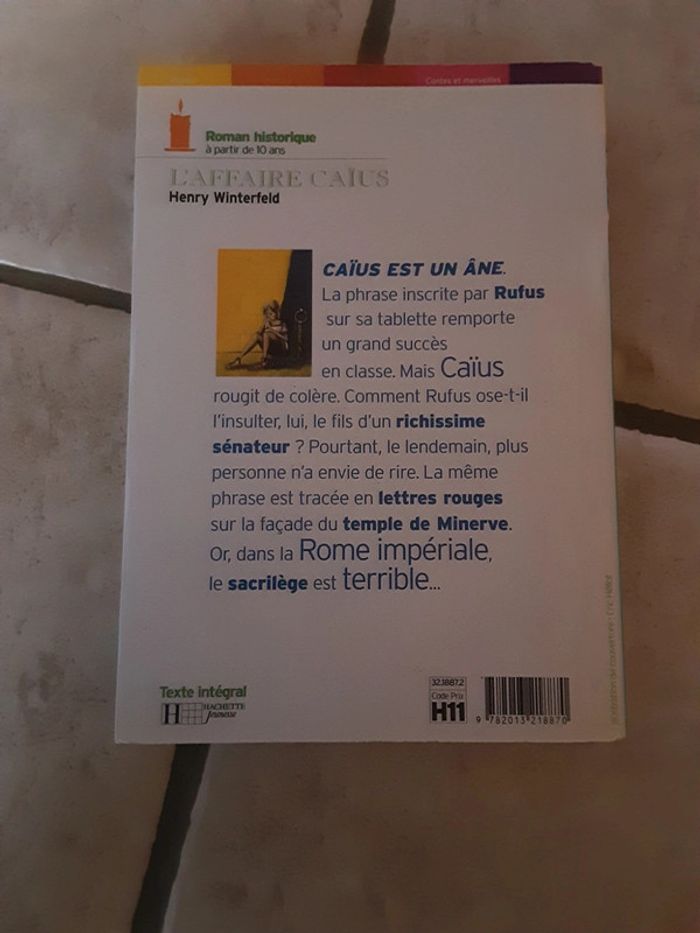 Contes et merveilles
Roman historique
à partir de 10 ans
L'AFFAIRE CAÏUS
Henry Winterfeld
CAÏUS EST UN ÂNE.
La phrase inscrite par Rufus
sur sa tablette remporte
un grand succès
en classe. Mais Caïus
rougit de colère. Comment Rufus ose-t-il
l'insulter, lui, le fils d'un richissime
sénateur ? Pourtant, le lendemain, plus
personne n'a envie de rire. La même
phrase est tracée en lettres rouges
sur la façade du temple de Minerve.
Or, dans la Rome impériale,
le sacrilège est terrible...
Texte intégral
H HACHETTE
Jeunesse
32.1887.2
Code Prix
H11
9 782013 218870